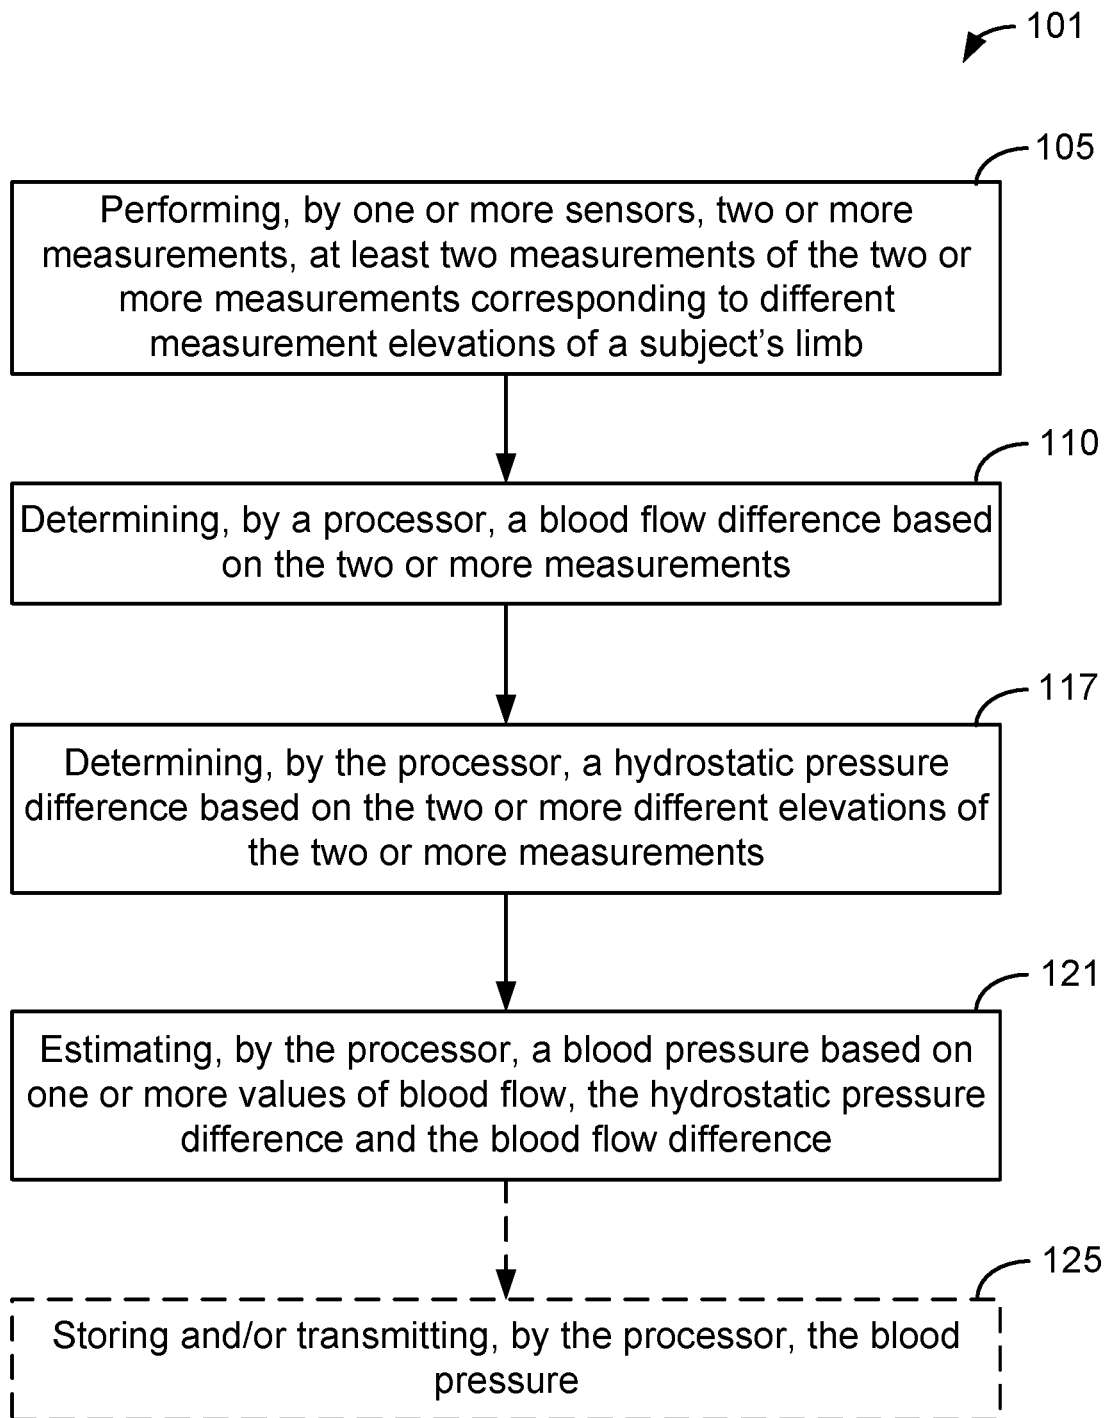 101
105
Performing, by one or more sensors, two or more
measurements, at least two measurements of the two or
more measurements corresponding to different
measurement elevations of a subject's limb
110
Determining, by a processor, a blood flow difference based
on the two or more measurements
117
Determining, by the processor, a hydrostatic pressure
difference based on the two or more different elevations of
the two or more measurements
121
Estimating, by the processor, a blood pressure based on
one or more values of blood flow, the hydrostatic pressure
difference and the blood flow difference
125
Storing and/or transmitting, by the processor, the blood
pressure